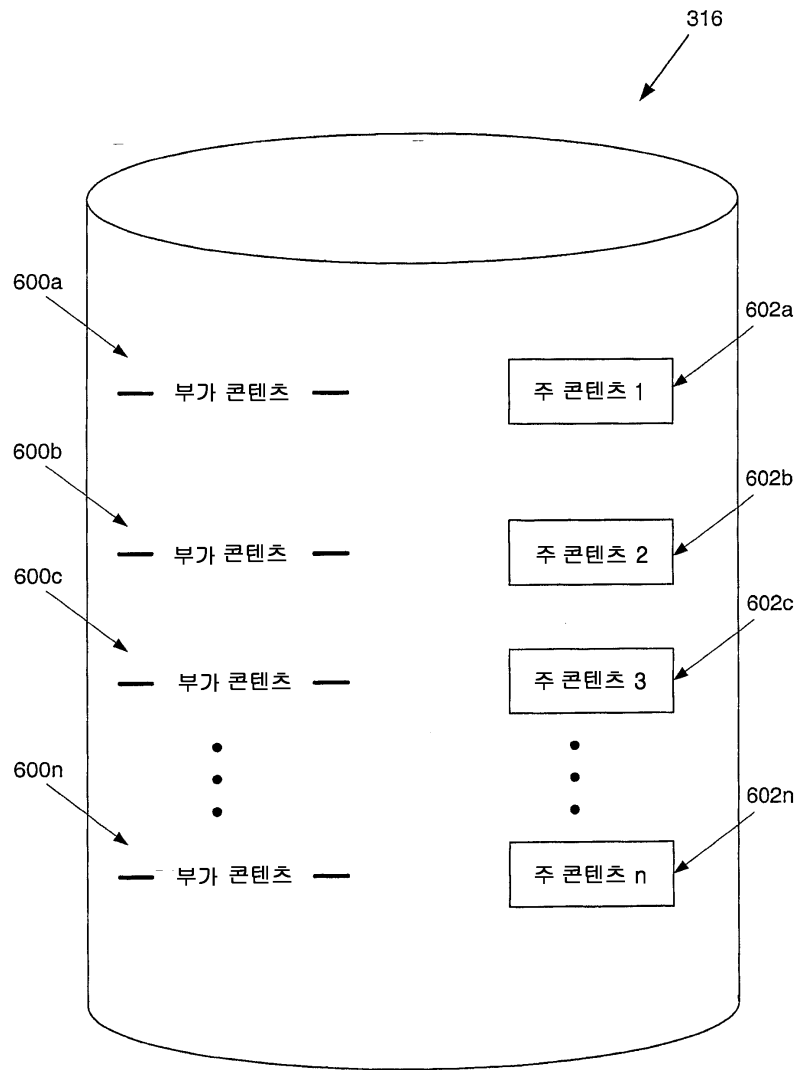 316
600a
602a
부가 콘텐츠
주 콘텐츠 1
600b
602b
부가 콘텐츠
주 콘텐츠 2
600c
602c
부가 콘텐츠
주 콘텐츠 3
600n
602n
부가 콘텐츠
주 콘텐츠 n